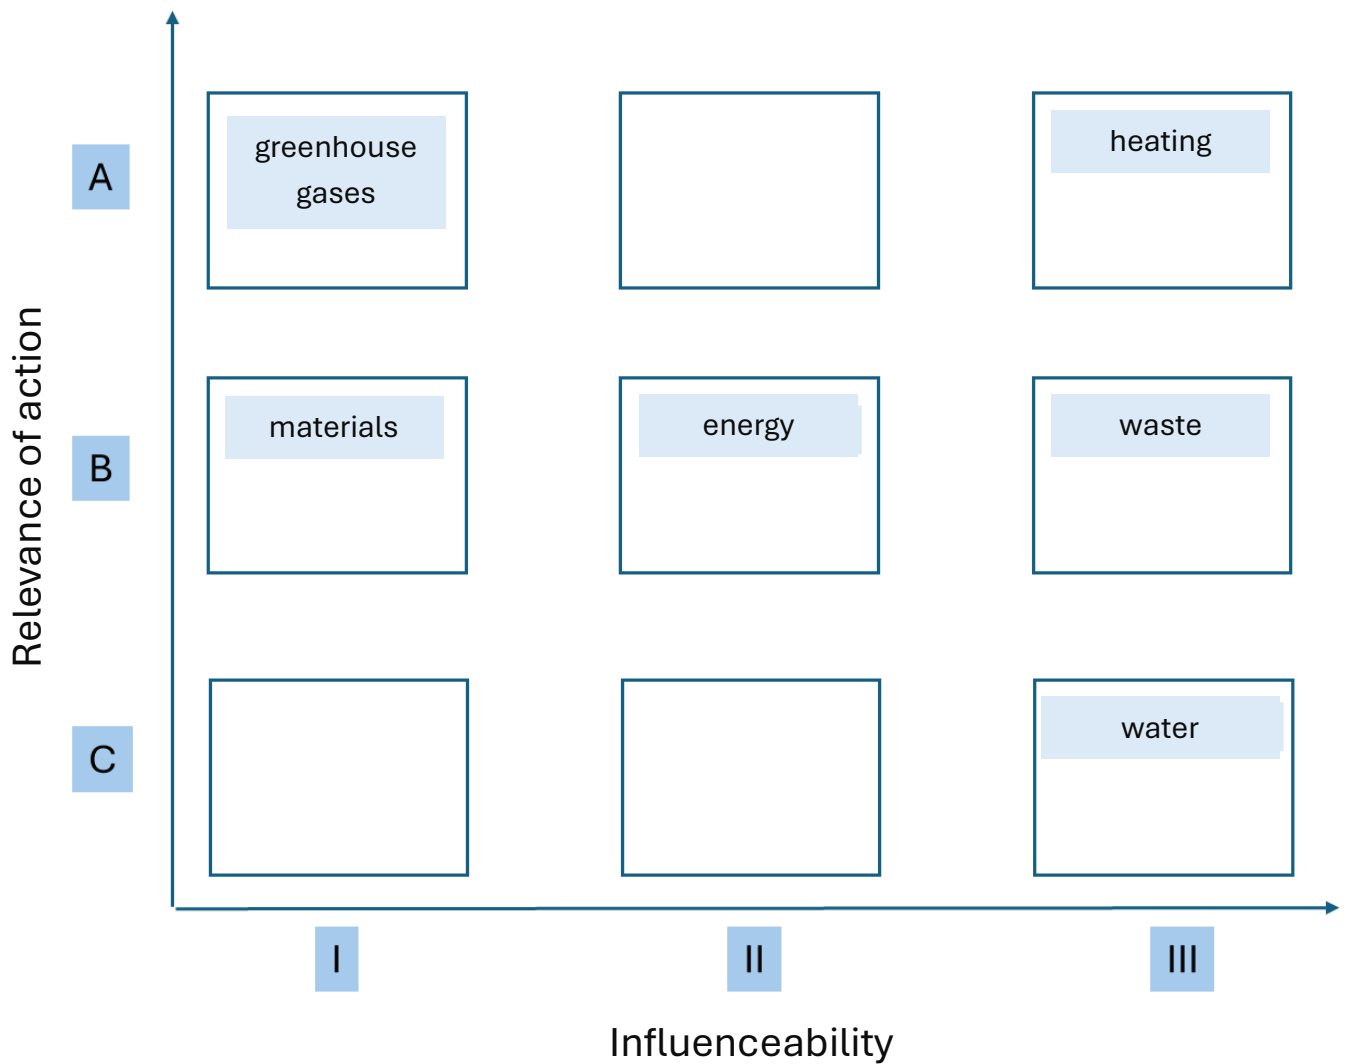 greenhouse
gases
heating
A
materials
energy
waste
B
water
C
Relevance of action
I
II
III
Influenceability